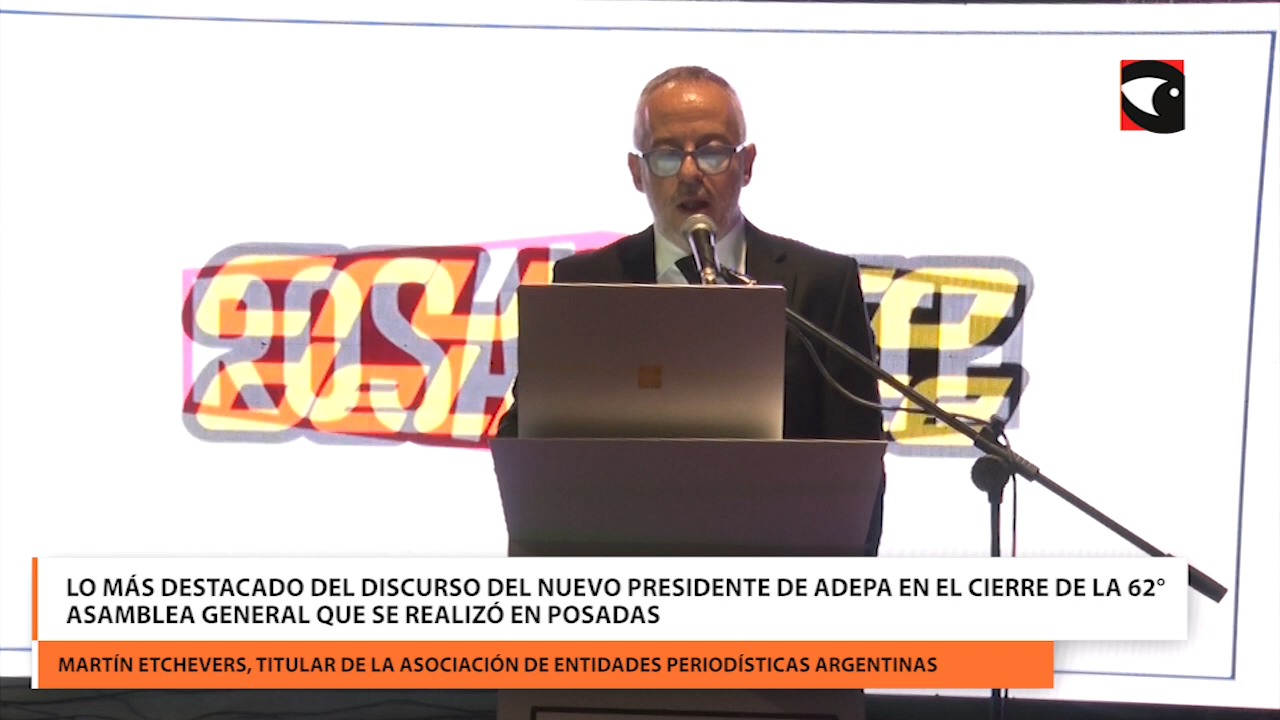 LO MÁS DESTACADO DEL DISCURSO DEL NUEVO PRESIDENTE DE ADEPA EN EL CIERRE DE LA 62°
ASAMBLEA GENERAL QUE SE REALIZÓ EN POSADAS
MARTÍN ETCHEVERS, TITULAR DE LA ASOCIACIÓN DE ENTIDADES PERIODÍSTICAS ARGENTINAS